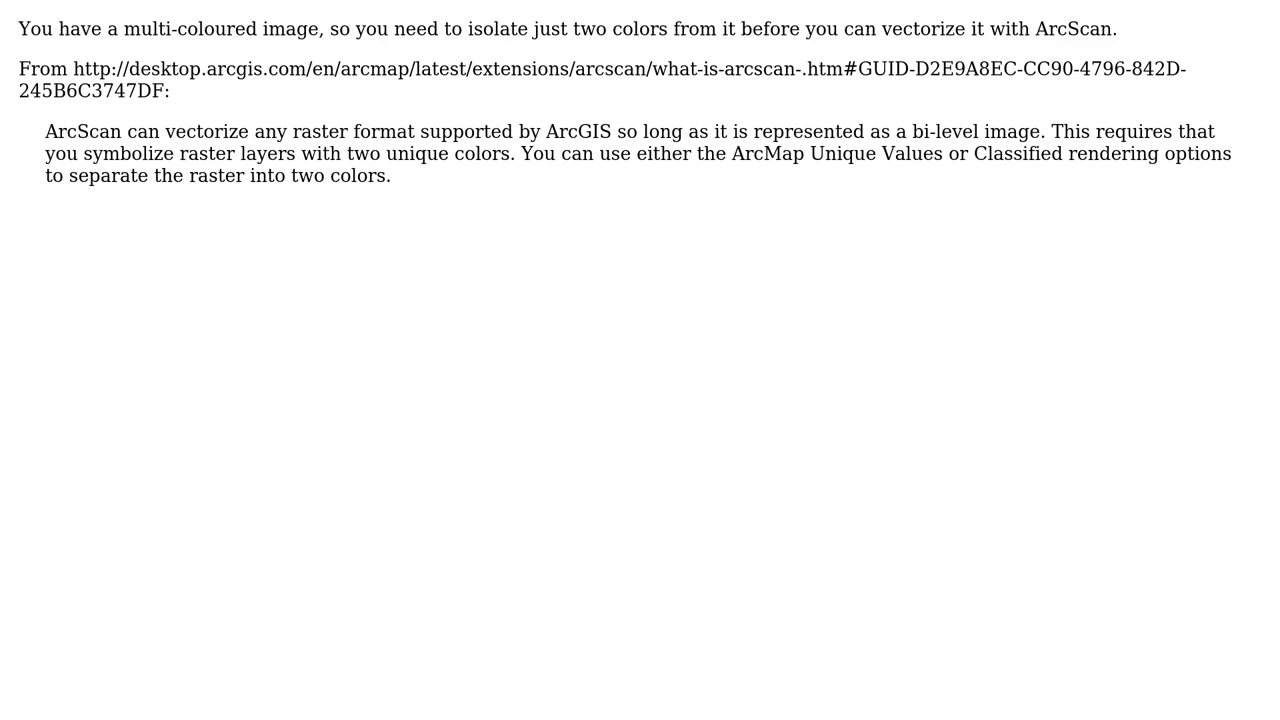 You have a multi-coloured image, so you need to isolate just two colors from it before you can vectorize it with ArcScan.
From http://desktop.arcgis.com/en/arcmap/latest/extensions/arcscan/what-is-arcscan-.htm#GUID-D2E9A8EC-CC90-4796-842D-
245B6C3747DF:
ArcScan can vectorize any raster format supported by ArcGIS so long as it is represented as a bi-level image. This requires that
you symbolize raster layers with two unique colors. You can use either the ArcMap Unique Values or Classified rendering options
to separate the raster into two colors.